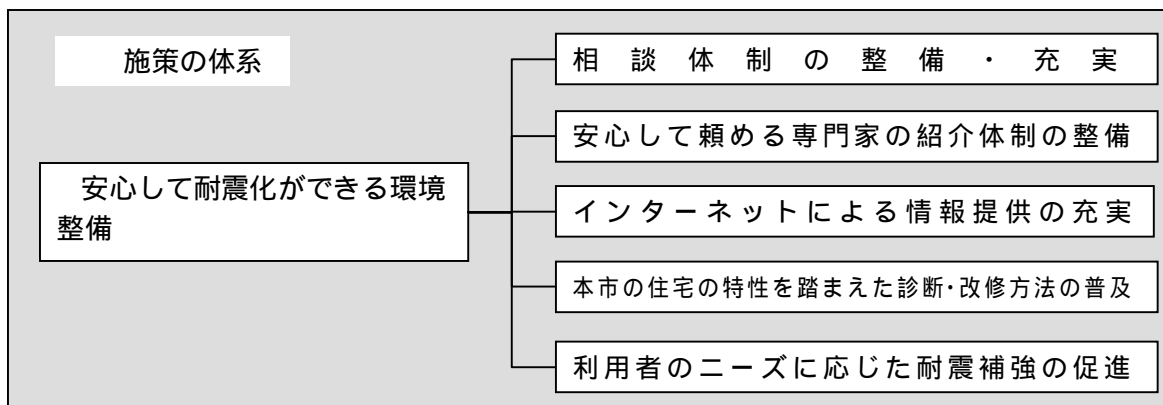 施策の体系
安心して耐震化ができる環境
整備
相談体制の整備・充実
安心して頼める専門家の紹介体制の整備
インターネットによる情報提供の充実
本市の住宅の特性を踏まえた診断・改修方法の普及
利用者のニーズに応じた耐震補強の促進